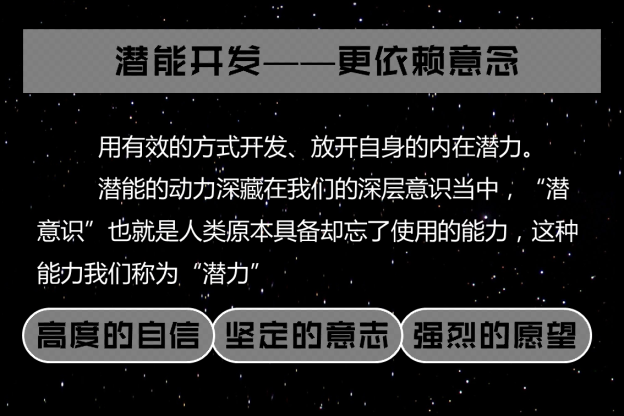 潜能开发——更依赖意念
用有效的方式开发、放开自身的内在潜力。
潜能的动力深藏在我们的深层意识当中，“潜
意识”也就是人类原本具备却忘了使用的能力，这种
能力我们称为“潜力”
高度的自信 坚定的意志 强烈的愿望